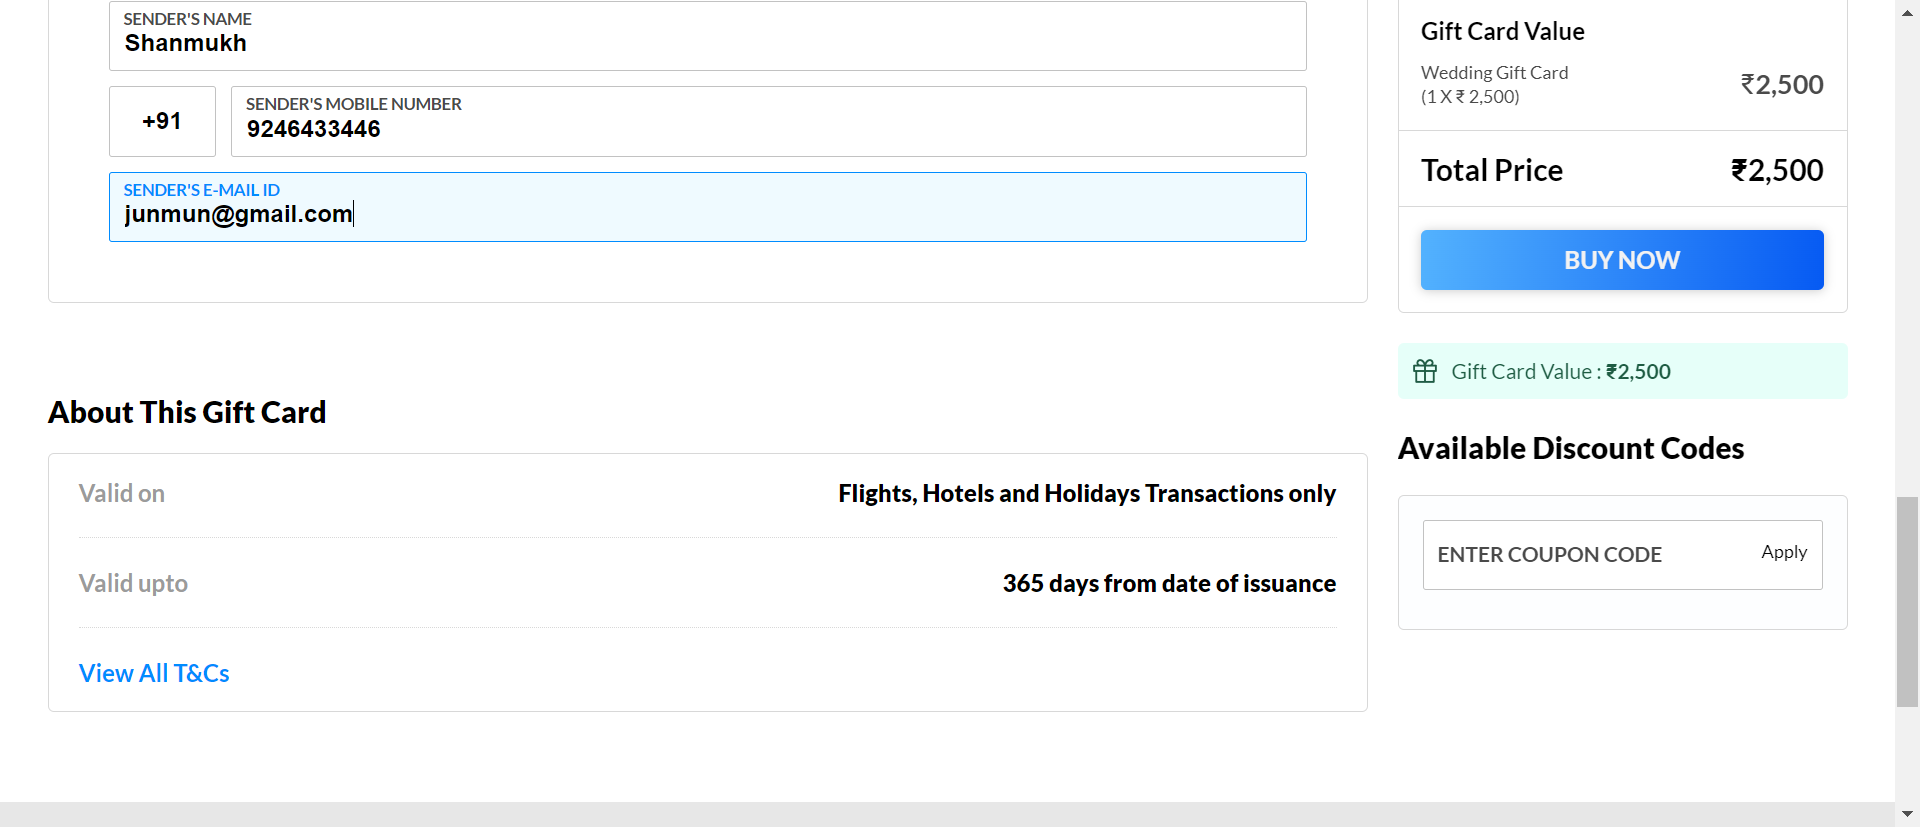 SENDER'S NAME
Shanmukh
+91
SENDER'S MOBILE NUMBER
9246433446
SENDER'S E-MAIL ID
junmun@gmail.com
About This Gift Card
Valid on
Flights, Hotels and Holidays Transactions only
Valid upto
365 days from date of issuance
View All T&Cs
Gift Card Value
Wedding Gift Card
(1 X ₹ 2,500)
₹2,500
Total Price
₹2,500
BUY NOW
Gift Card Value : ₹2,500
Available Discount Codes
ENTER COUPON CODE
Apply